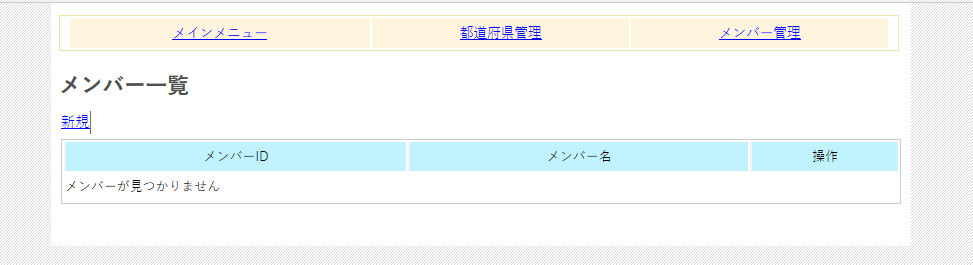 メインメニュー 都道府県管理 メンバー管理
メンバー一覧
新規
メンバーID メンバー名 操作
メンバーが見つかりません